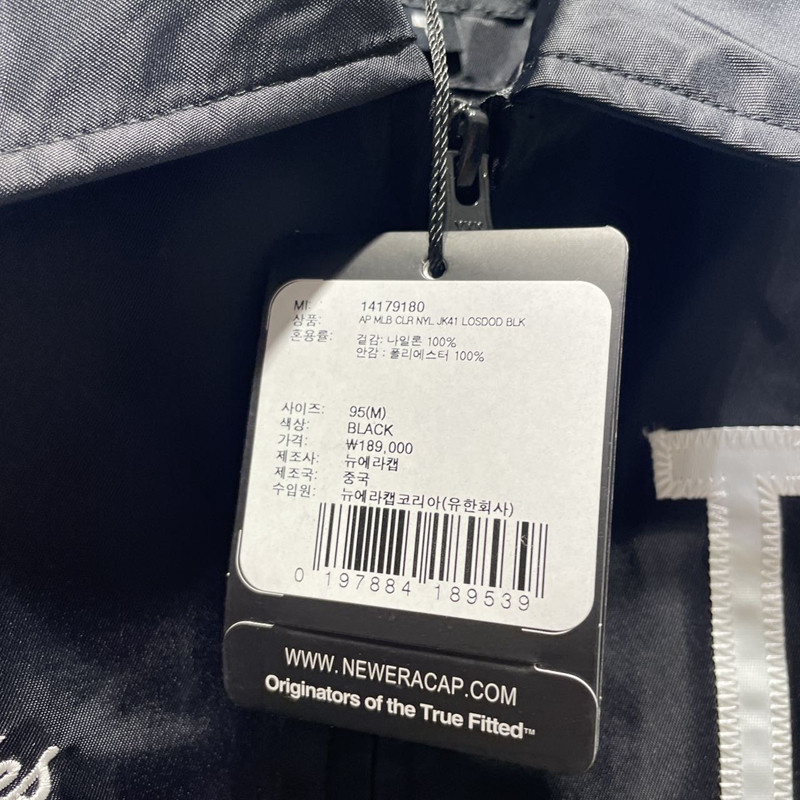 MI :
14179180
상품:
AP MLB CLR NYL JK41 LOSDOD BLK
혼용률:
겉감: 나일론 100%
안감 : 폴리에스터 100%
사이즈: 95(M)
색상: BLACK
가격: ₩189,000
제조사: 뉴에라캡
제조국: 중국
수입원: 뉴에라캡코리아(유한회사)
0 197884 189539
WWW.NEWERACAP.COM
Originators of the True Fitted™